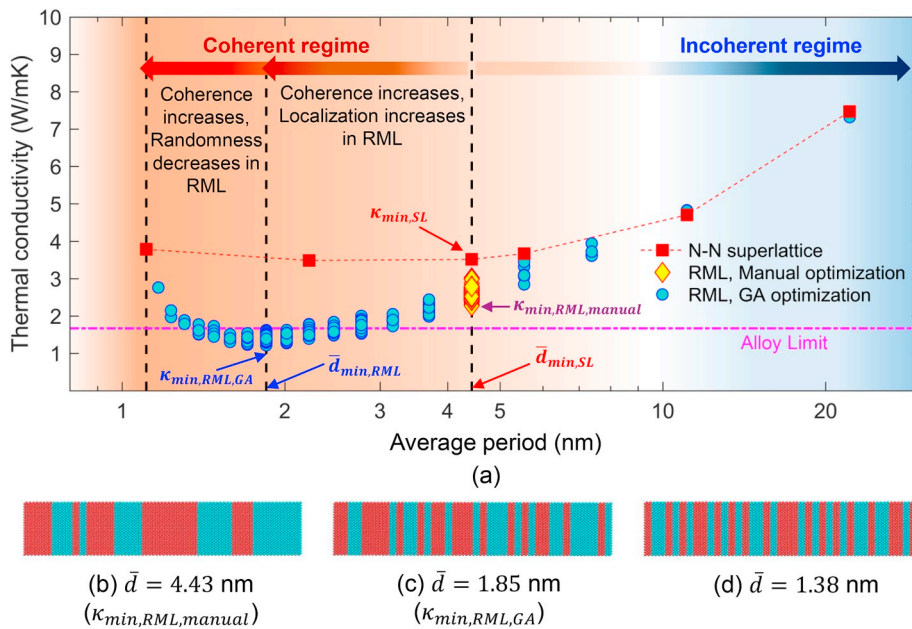 Thermal conductivity (W/mK)
10
9
8
7
6
5
4
3
2
1
Coherent regime
Incoherent regime
Coherence
increases,
Randomness
decreases in
RML
Coherence increases,
Localization increases
in RML
κmin,SL
N-N superlattice
RML, Manual optimization
RML, GA optimization
κmin,RML,manual
Alloy Limit
κmin,RML,GA
d̄min,RML
d̄min,SL
1 2 3 4 5 10 20
Average period (nm)
(a)
(b) d̄ = 4.43 nm
(κmin,RML,manual)
(c) d̄ = 1.85 nm
(κmin,RML,GA)
(d) d̄ = 1.38 nm